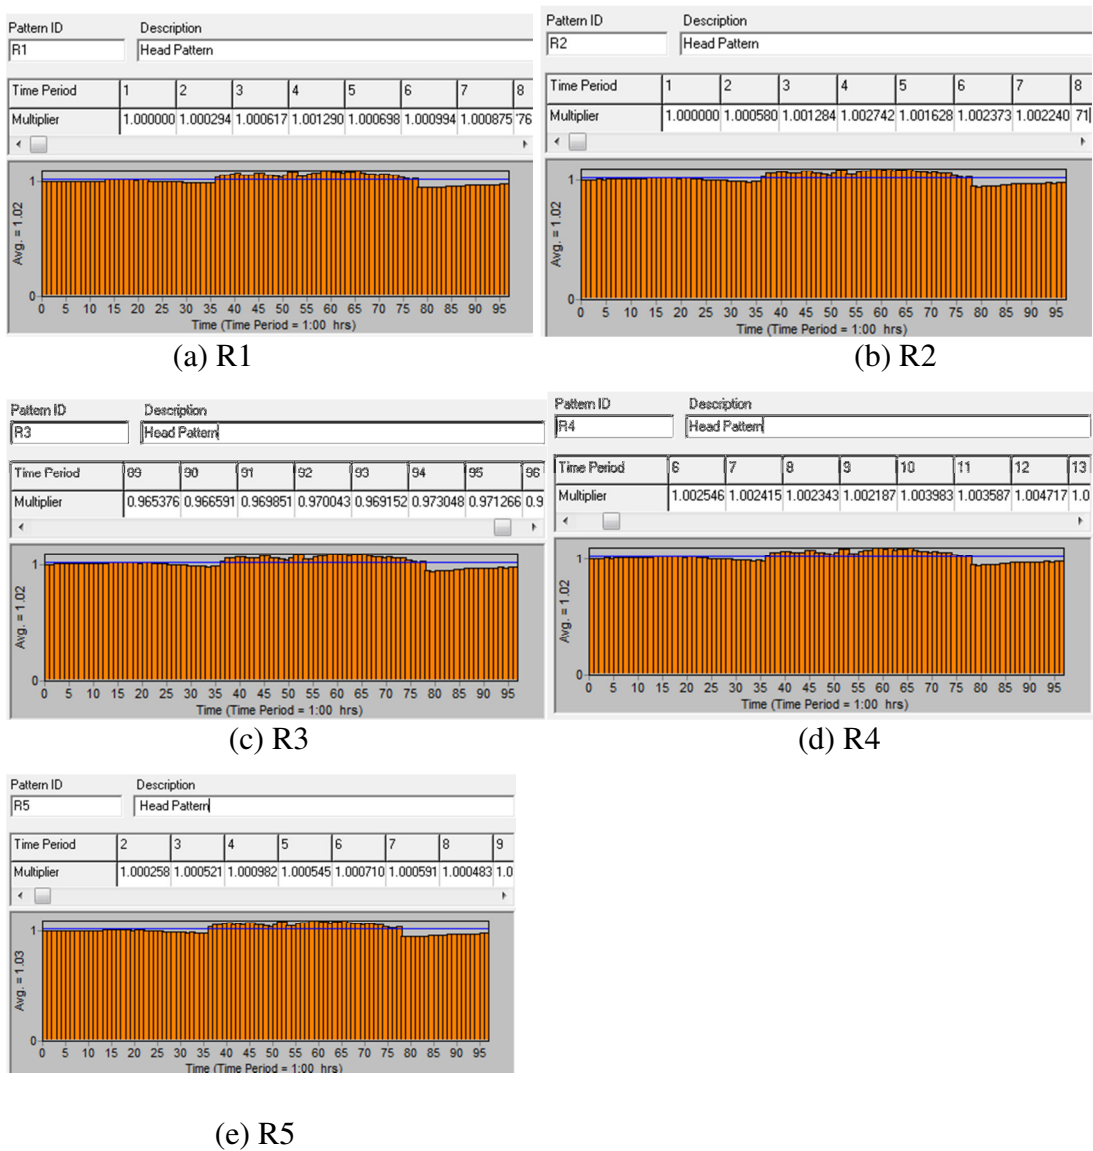 Pattern ID Description
R1 Head Pattern
Time Period 1 2 3 4 5 6 7 8
Multiplier 1.000000 1.000294 1.000617 1.001290 1.000698 1.000994 1.000875 76
1
Avg. = 1.02
0
0 5 10 15 20 25 30 35 40 45 50 55 60 65 70 75 80 85 90 95
Time (Time Period = 1:00 hrs)
(a) R1
Pattern ID Description
R2 Head Pattern
Time Period 1 2 3 4 5 6 7 8
Multiplier 1.000000 1.000580 1.001284 1.002742 1.001628 1.002373 1.002240 71
1
Avg. = 1.02
0
0 5 10 15 20 25 30 35 40 45 50 55 60 65 70 75 80 85 90 95
Time (Time Period = 1:00 hrs)
(b) R2
Pattern ID Description
R3 Head Pattern
Time Period 89 90 91 92 93 94 95 96
Multiplier 0.965376 0.966591 0.969851 0.970043 0.969152 0.973048 0.971266 0.9
1
Avg. = 1.02
0
0 5 10 15 20 25 30 35 40 45 50 55 60 65 70 75 80 85 90 95
Time (Time Period = 1:00 hrs)
(c) R3
Pattern ID Description
R4 Head Pattern
Time Period 6 7 8 9 10 11 12 13
Multiplier 1.002546 1.002415 1.002343 1.002187 1.003983 1.003587 1.004717 1.0
1
Avg. = 1.02
0
0 5 10 15 20 25 30 35 40 45 50 55 60 65 70 75 80 85 90 95
Time (Time Period = 1:00 hrs)
(d) R4
Pattern ID Description
R5 Head Pattern
Time Period 2 3 4 5 6 7 8 9
Multiplier 1.000258 1.000521 1.000982 1.000545 1.000710 1.000591 1.000483 1.0
1
Avg. = 1.03
0
0 5 10 15 20 25 30 35 40 45 50 55 60 65 70 75 80 85 90 95
Time (Time Period = 1:00 hrs)
(e) R5